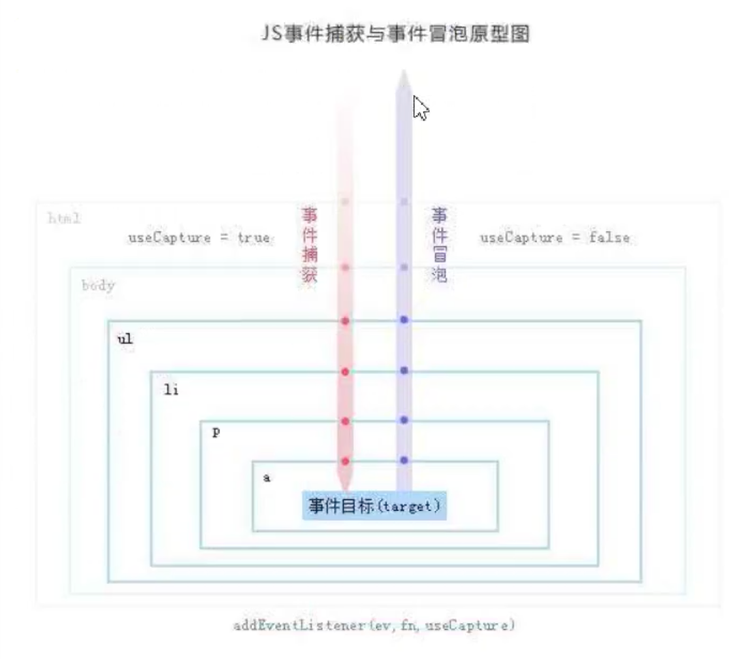 JS事件捕获与事件冒泡原型图
html
useCapture = true
事件捕获
事件冒泡
useCapture = false
body
ul
li
p
a
事件目标(target)
addEventListener(ev, fn, useCapture)